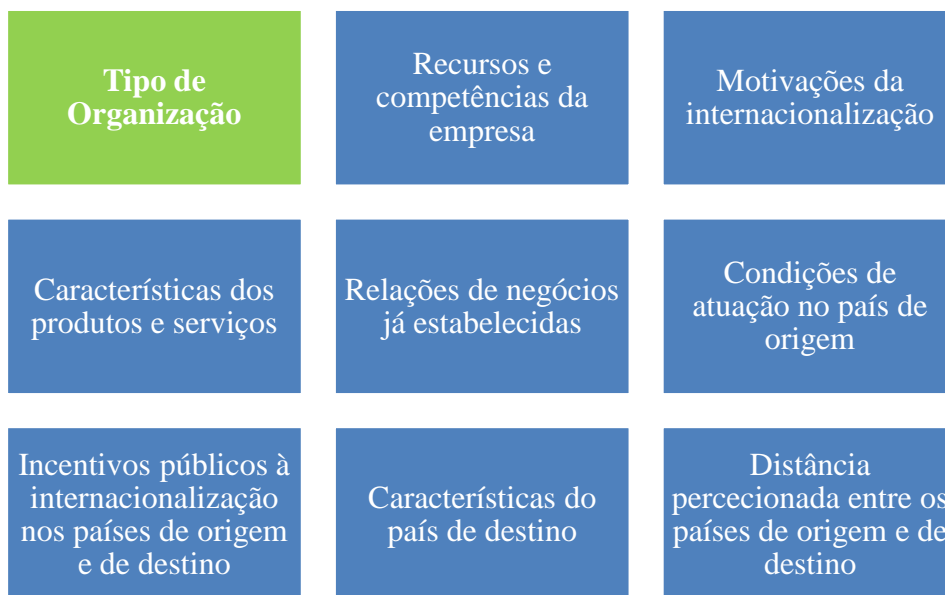 Tipo de
Organização
Recursos e
competências da
empresa
Motivações da
internacionalização
Características dos
produtos e serviços
Relações de negócios
já estabelecidas
Condições de
atuação no país de
origem
Incentivos públicos à
internacionalização
nos países de origem
e de destino
Características do
país de destino
Distância
percecionada entre os
países de origem e de
destino